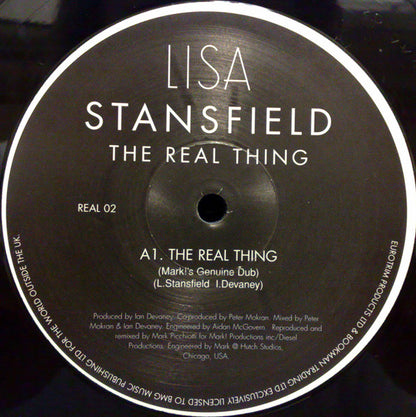 LISA
STANSFIELD
THE REAL THING
REAL 02
A1. THE REAL THING
(Mark!'s Genuine Dub)
(L.Stansfield I.Devaney)
Produced by Ian Devaney. Co-produced by Peter Mokran. Mixed by Peter
Mokran & Ian Devaney. Engineered by Aidan McGovern. Reproduced and
remixed by Mark Picchiotti for Mark! Productions inc/Diesel
Productions. Engineered by Mark @ Hutch Studios,
Chicago, USA.
EUROTRIM PRODUCTS LTD & BOOKMAN TRADING LTD EXCLUSIVELY LICENSED TO BMG MUSIC PUBLISHING LTD FOR THE WORLD OUTSIDE THE UK.